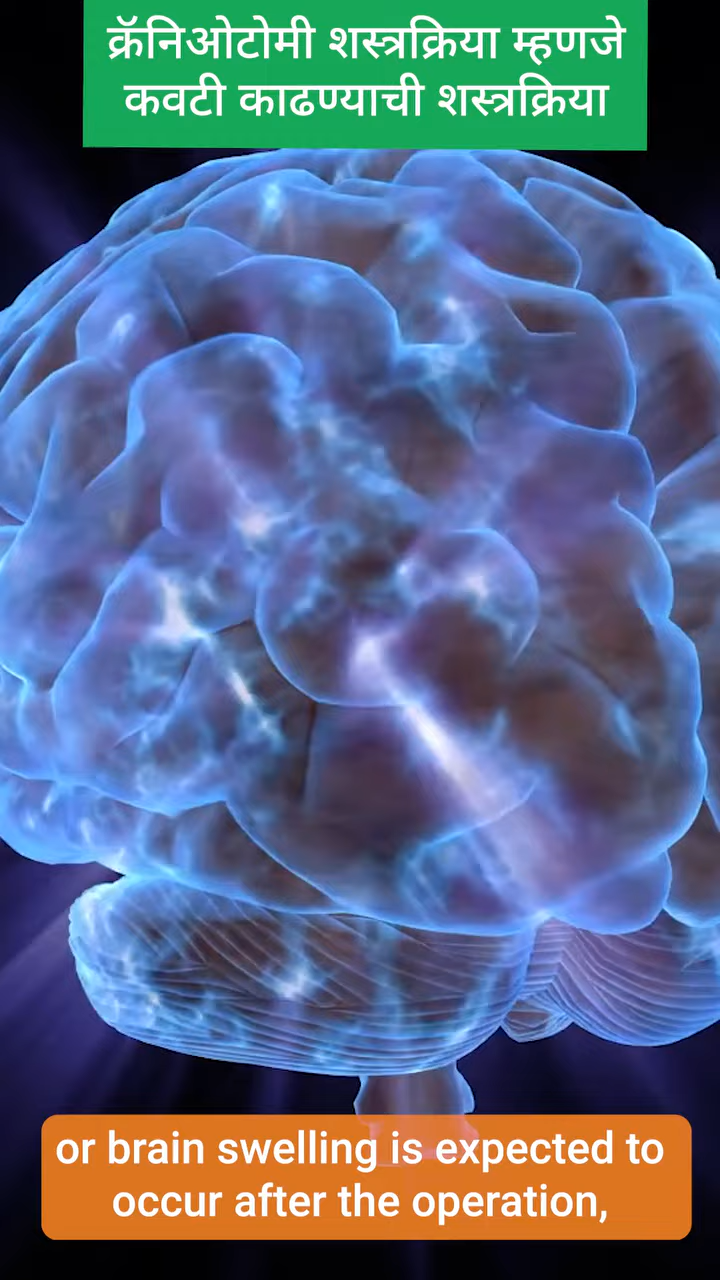 क्रॅनिओटोमी शस्त्रक्रिया म्हणजे
कवटी काढण्याची शस्त्रक्रिया
or brain swelling is expected to
occur after the operation,